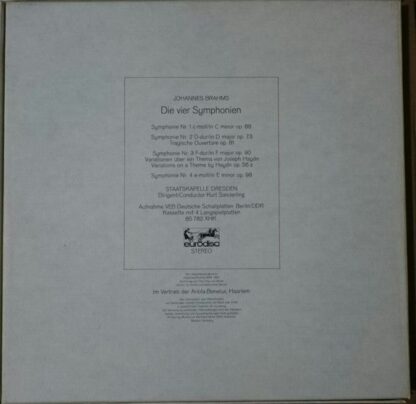 JOHANNES BRAHMS
Die vier Symphonien
Symphonie Nr. 1 c-moll/in C minor op. 68
Symphonie Nr. 2 D-dur/in D major op. 73
Tragische Ouvertüre op. 81
Symphonie Nr. 3 F-dur/in F major op. 90
Variationen über ein Thema von Joseph Haydn
Variations on a Theme by Haydn op. 56 a
Symphonie Nr. 4 e-moll/in E minor op. 98
STAATSKAPELLE DRESDEN
Dirigent/Conductor Kurt Sanderling
Aufnahme VEB Deutsche Schallplatten Berlin/DDR
Kassette mit 4 Langspielplatten
85 782 XHK
eurodisc
STEREO
Im Vertrieb der Ariola-Benelux, Haarlem